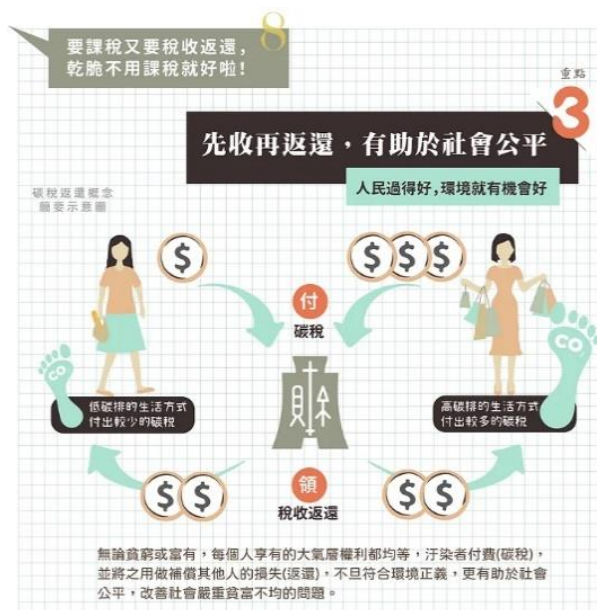 要課稅又要稅收返還，
乾脆不用課稅就好啦！
8
重點
3
先收再返還，有助於社會公平
人民過得好，環境就有機會好
碳稅返還概念
簡要示意圖
$
$ $ $
付
碳稅
CO
低碳排的生活方式
付出較少的碳稅
高碳排的生活方式
付出較多的碳稅
CO
$ $
領
稅收返還
$ $
無論貧窮或富有，每個人享有的大氣層權利都均等，汙染者付費(碳稅)，
並將之用做補償其他人的損失(返還)，不但符合環境正義，更有助於社會
公平，改善社會嚴重貧富不均的問題。